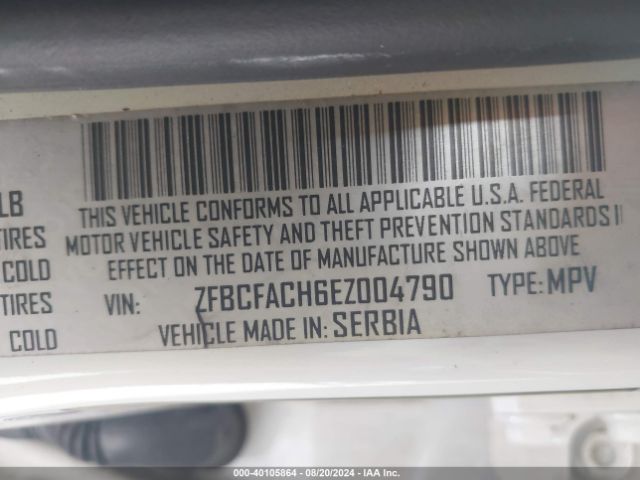 LB
THIS VEHICLE CONFORMS TO ALL APPLICABLE U.S.A. FEDERAL
TIRES MOTOR VEHICLE SAFETY AND THEFT PREVENTION STANDARDS I
COLD EFFECT ON THE DATE OF MANUFACTURE SHOWN ABOVE
TIRES VIN: ZFBCFACH6EZ004790 TYPE: MPV
COLD VEHICLE MADE IN: SERBIA
000-40105864 | 08/20/2024 - IAA Inc.